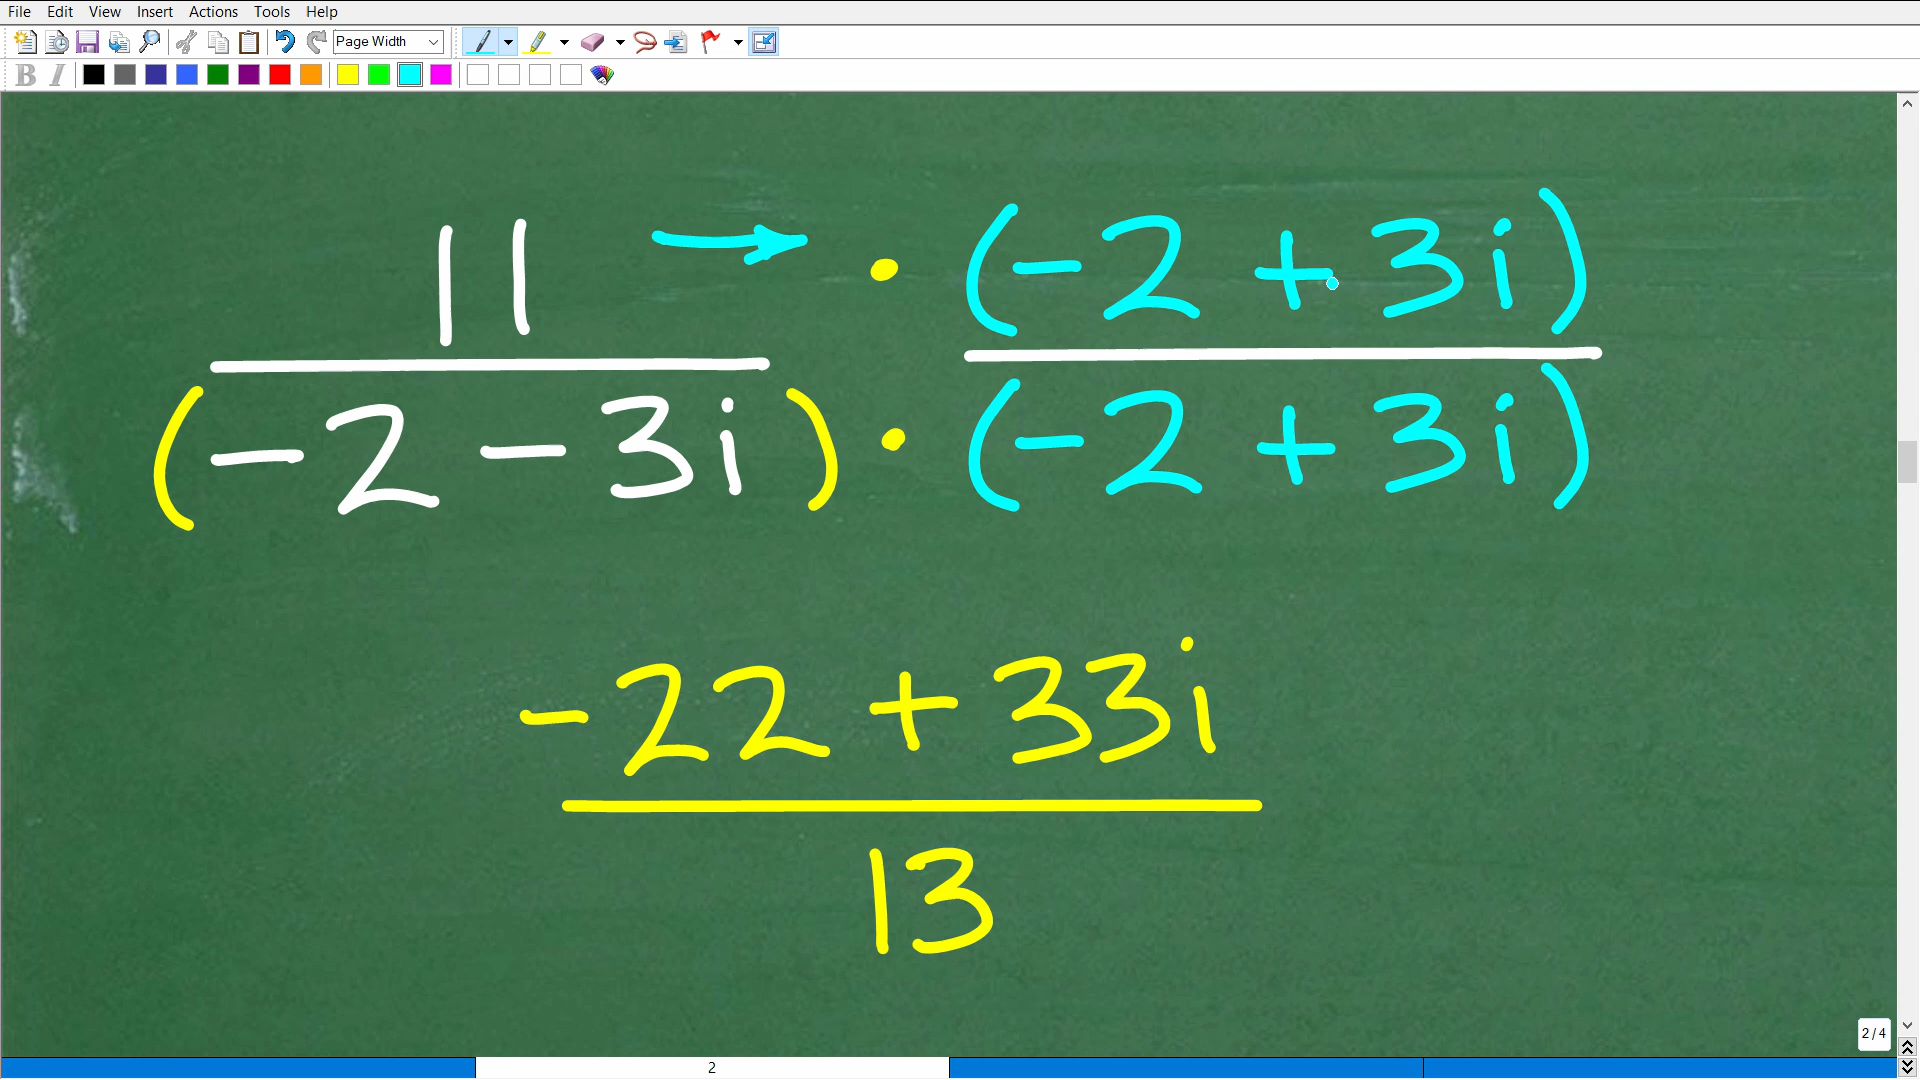 File Edit View Insert Actions Tools Help
Page Width
B I
11 → · (-2 + 3i)
(-2 - 3i) · (-2 + 3i)
-22 + 33i
13
2 / 4
2